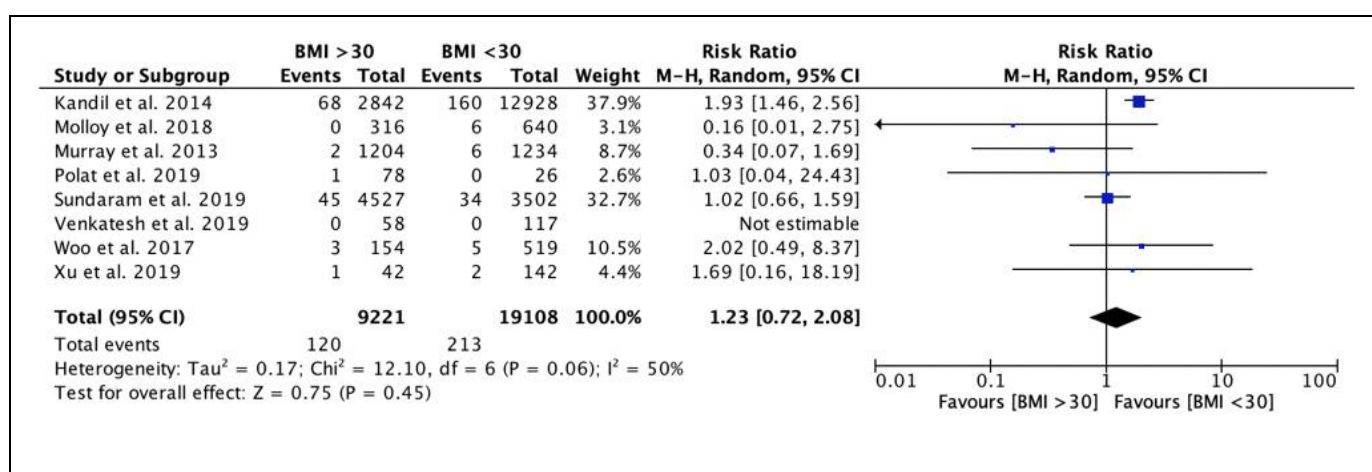 BMI >30 BMI <30 Risk Ratio Risk Ratio
Study or Subgroup Events Total Events Total Weight M-H, Random, 95% CI M-H, Random, 95% CI
Kandil et al. 2014 68 2842 160 12928 37.9% 1.93 [1.46, 2.56]
Molloy et al. 2018 0 316 6 640 3.1% 0.16 [0.01, 2.75]
Murray et al. 2013 2 1204 6 1234 8.7% 0.34 [0.07, 1.69]
Polat et al. 2019 1 78 0 26 2.6% 1.03 [0.04, 24.43]
Sundaram et al. 2019 45 4527 34 3502 32.7% 1.02 [0.66, 1.59]
Venkatesh et al. 2019 0 58 0 117 Not estimable
Woo et al. 2017 3 154 5 519 10.5% 2.02 [0.49, 8.37]
Xu et al. 2019 1 42 2 142 4.4% 1.69 [0.16, 18.19]
Total (95% CI) 9221 19108 100.0% 1.23 [0.72, 2.08]
Total events 120 213
Heterogeneity: Tau² = 0.17; Chi² = 12.10, df = 6 (P = 0.06); I² = 50%
Test for overall effect: Z = 0.75 (P = 0.45)
0.01 0.1 1 10 100
Favours [BMI >30] Favours [BMI <30]